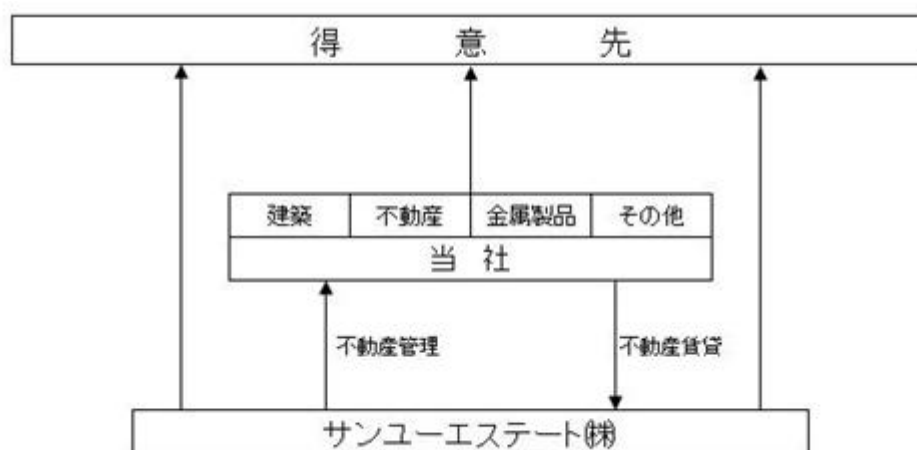 得意先
建築 不動産 金属製品 その他
当社
不動産管理 不動産賃貸
サンユーエステート㈱